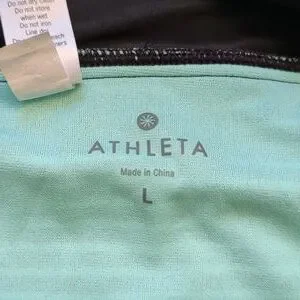 Do not dry clean
Do not store
when wet
Do not iron
Line dry
ATHLETA
Made in China
L